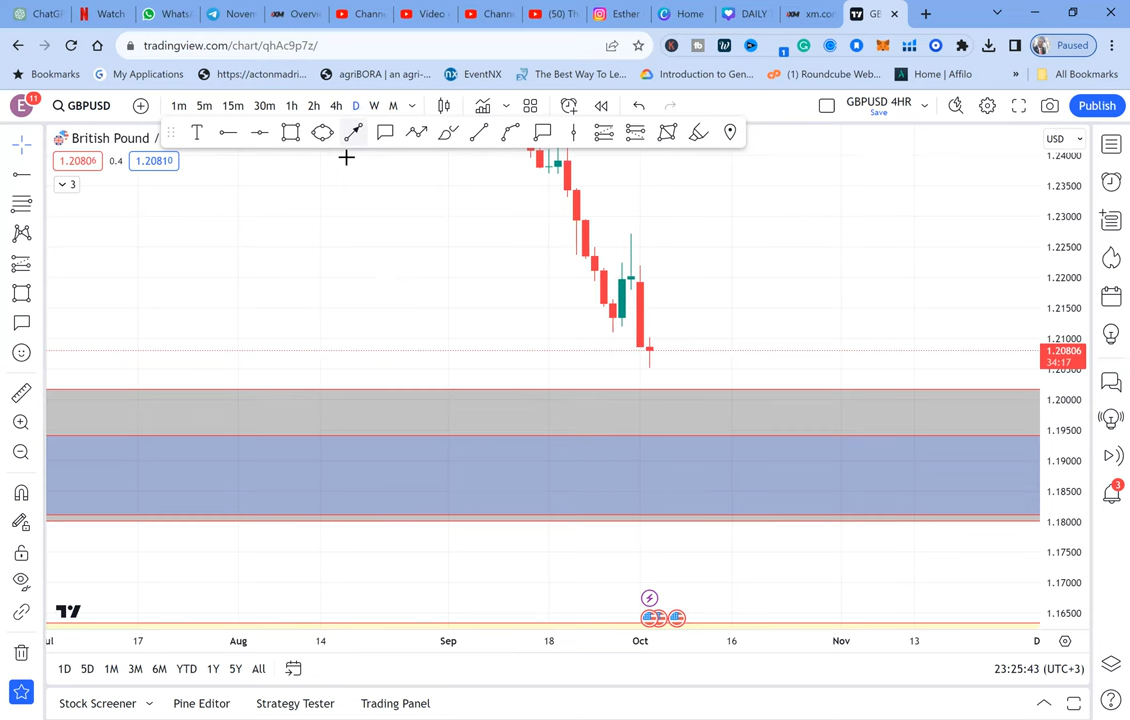 ChatG
Watch
Whats
Novem
Overvi
Chann
Video
Chann
(50) Th
Esther
Home
DAILY
xm.co
GB
tradingview.com/chart/qhAc9p7z/
Paused
Bookmarks
My Applications
https://actonmadri...
agriBORA | an agri-...
EventNX
The Best Way To Le...
Introduction to Gen...
(1) Roundcube Web...
Home | Affilo
»
All Bookmarks
E
11
GBPUSD
1m 5m 15m 30m 1h 2h 4h D W M
GBPUSD 4HR
Save
Publish
British Pound /
USD
1.20806 0.4 1.20810
3
1.24000
1.23500
1.23000
1.22500
1.22000
1.21500
1.21000
1.20806
34:17
1.20500
1.20000
1.19500
1.19000
1.18500
1.18000
1.17500
1.17000
1.16500
3
1
17 Aug 14 Sep 18 Oct 16 Nov 13 D
1D 5D 1M 3M 6M YTD 1Y 5Y All
23:25:43 (UTC+3)
Stock Screener
Pine Editor
Strategy Tester
Trading Panel